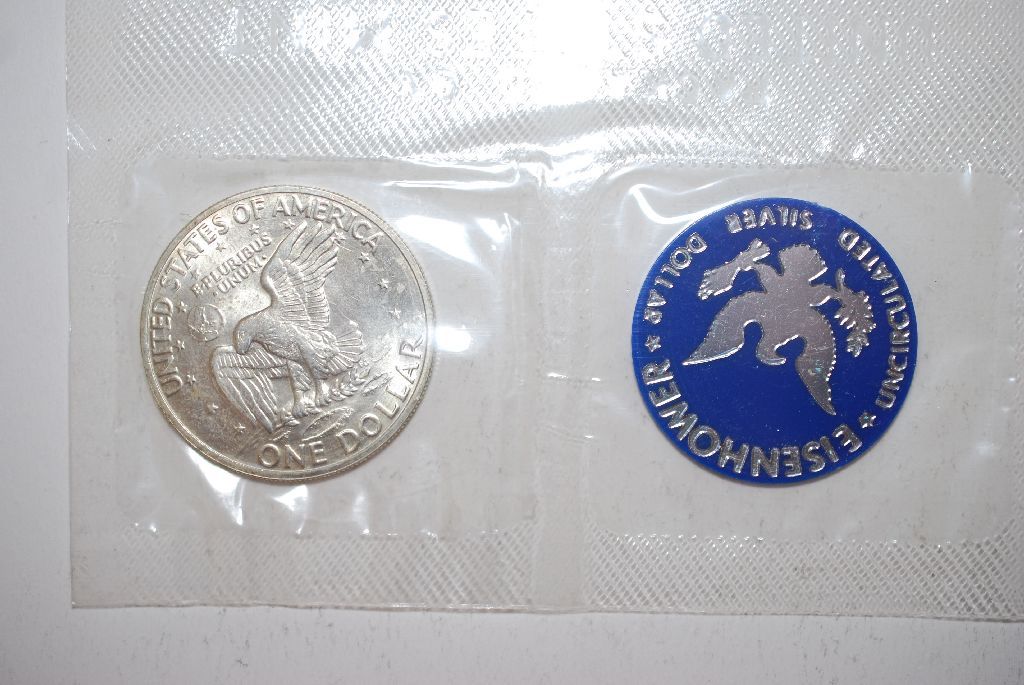 UNITED STATES OF AMERICA
E·PLURIBUS
UNUM·
ONE DOLLAR
EISENHOWER
UNCIRCULATED
SILVER
DOLLAR